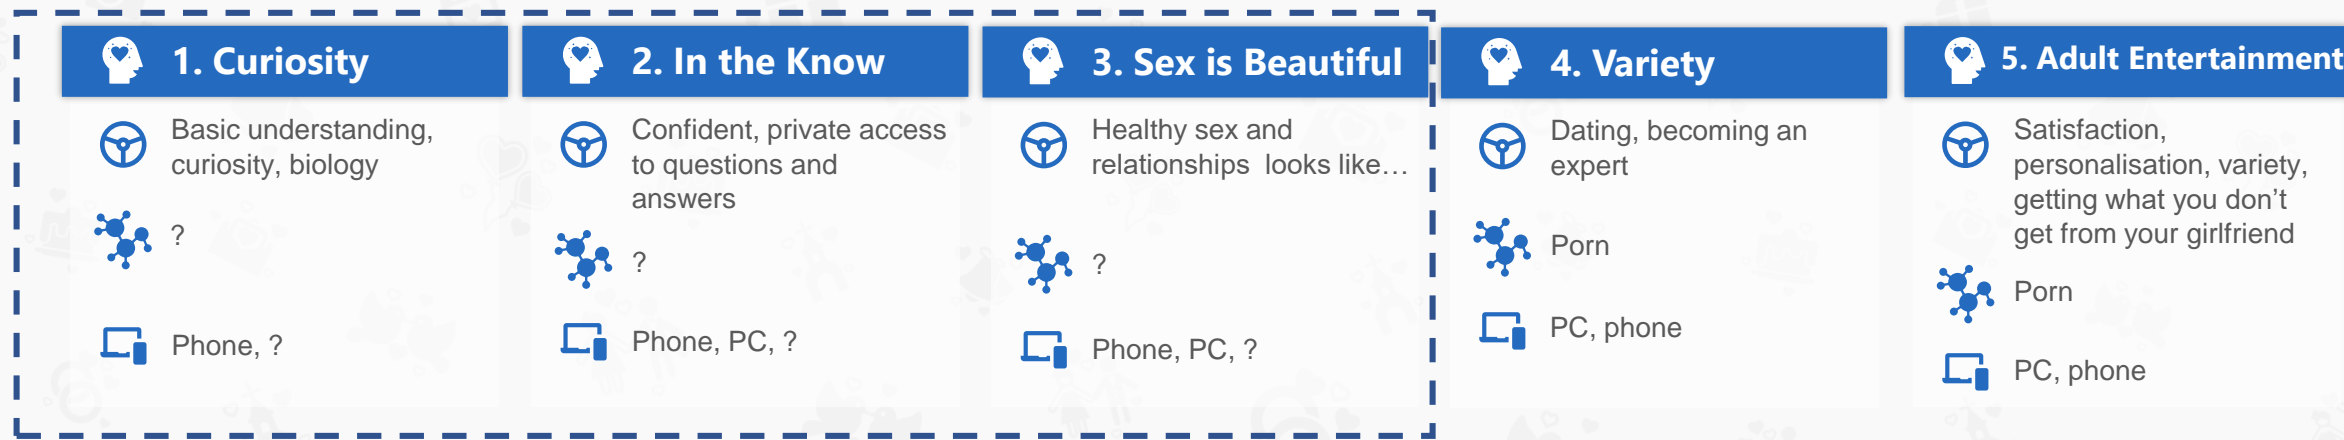 1. Curiosity
Basic understanding,
curiosity, biology
?
Phone, ?
2. In the Know
Confident, private access
to questions and
answers
?
Phone, PC, ?
3. Sex is Beautiful
Healthy sex and
relationships looks like…
?
Phone, PC, ?
4. Variety
Dating, becoming an
expert
Porn
PC, phone
5. Adult Entertainment
Satisfaction,
personalisation, variety,
getting what you don’t
get from your girlfriend
Porn
PC, phone